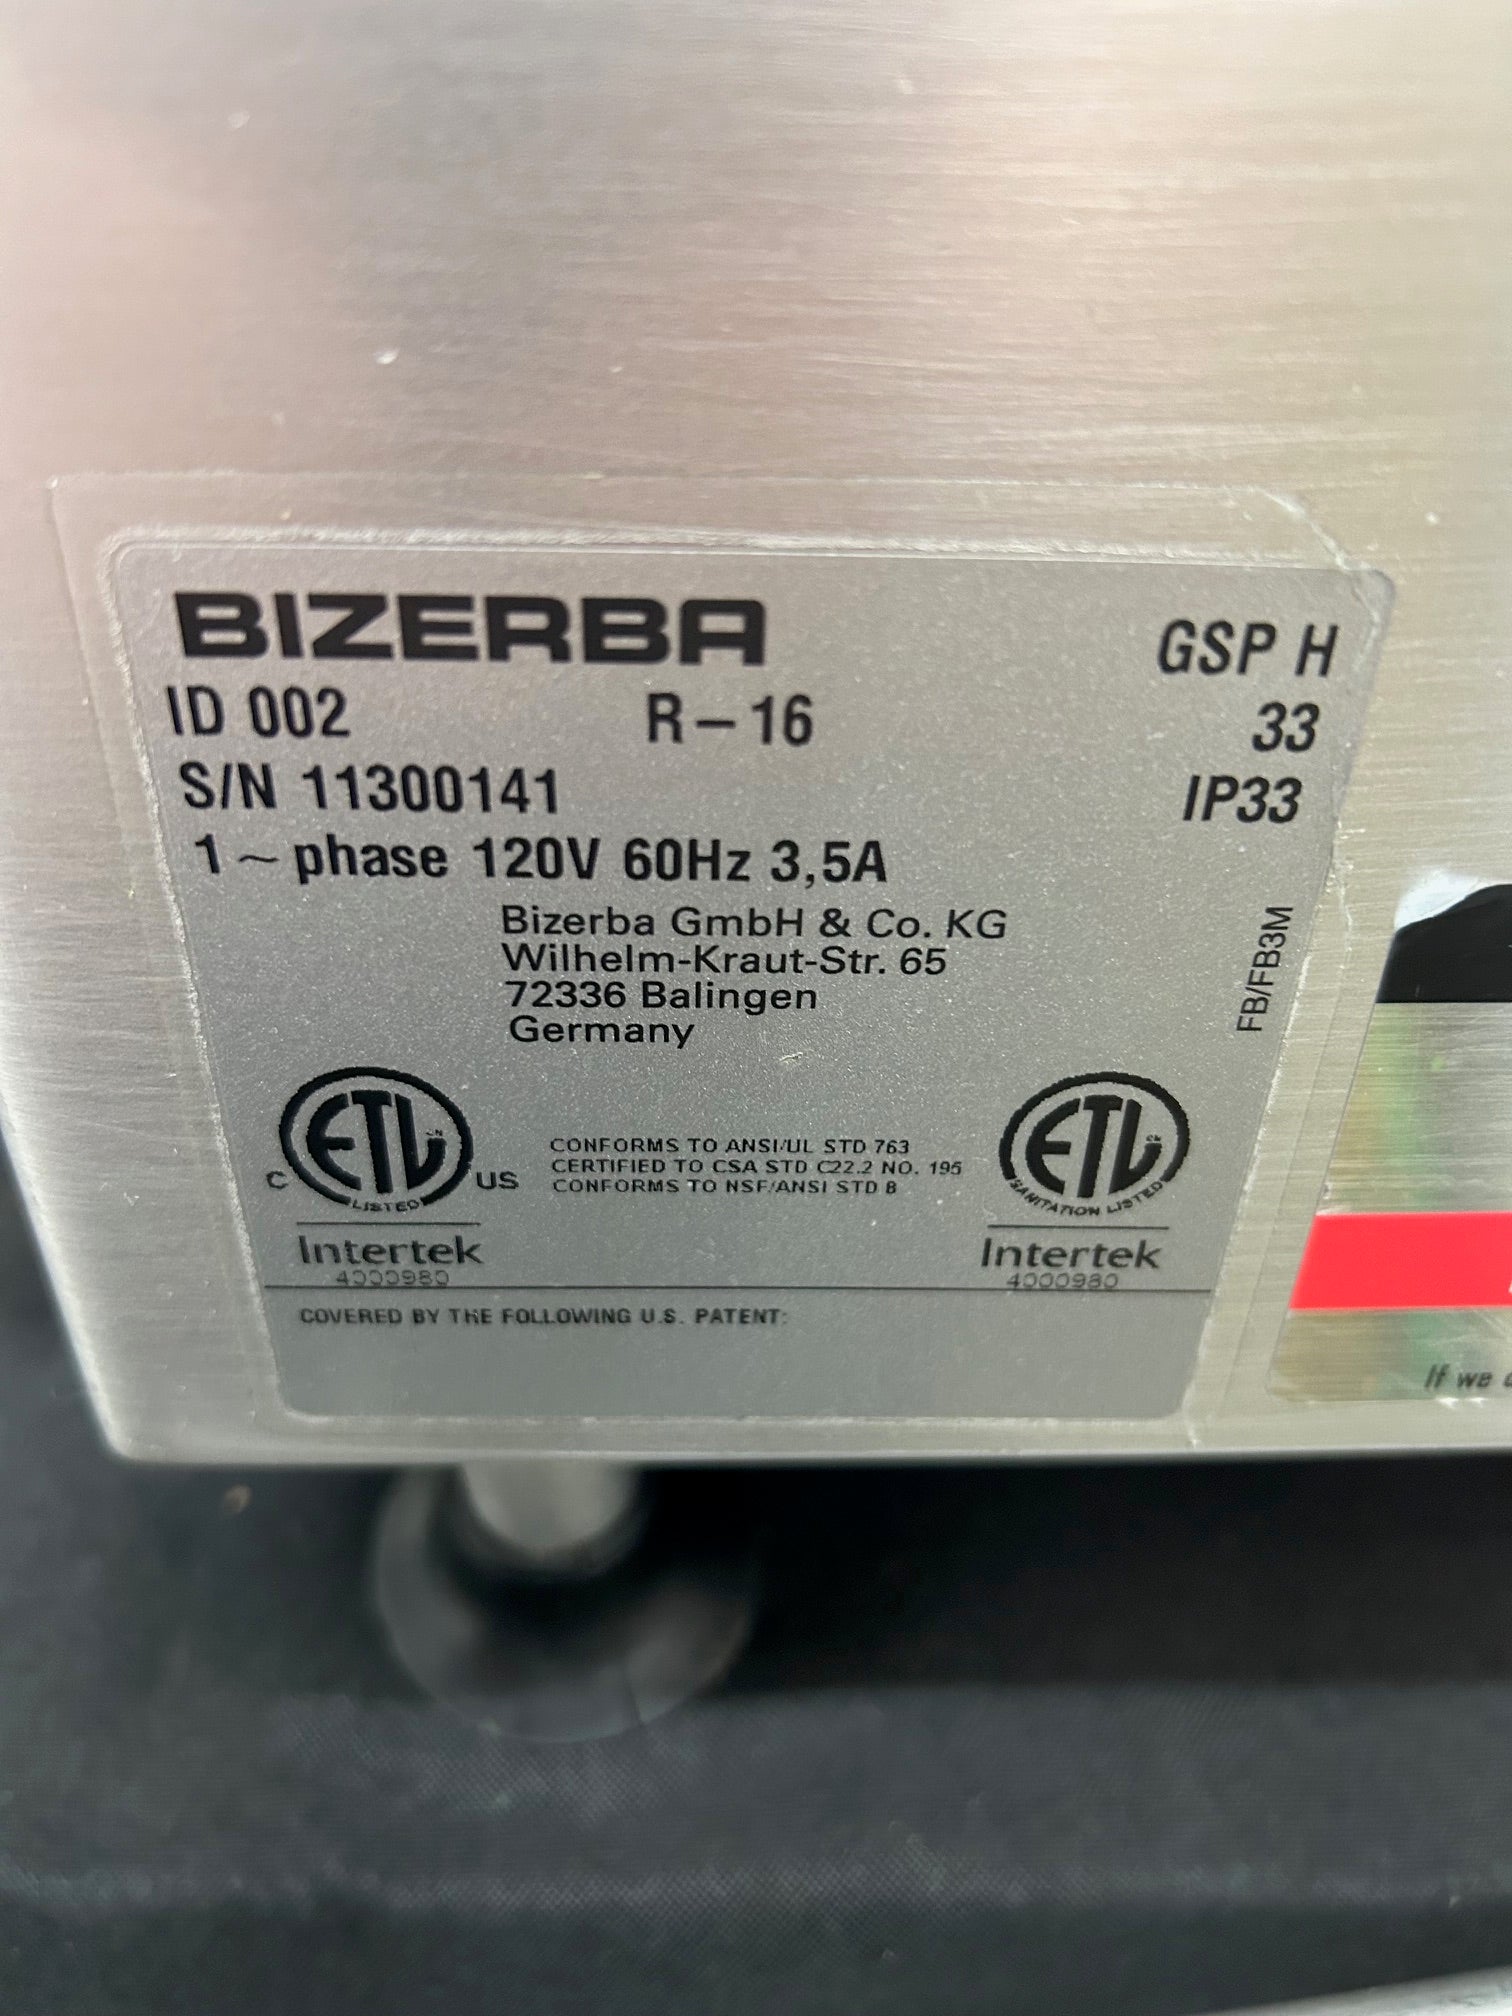 BIZERBA GSP H
ID 002 R-16 33
S/N 11300141 IP33
1~ phase 120V 60Hz 3,5A
Bizerba GmbH & Co. KG
Wilhelm-Kraut-Str. 65
72336 Balingen
Germany
FB/FB3M
C ETL US
LISTED
Intertek
4000980
CONFORMS TO ANSI/UL STD 763
CERTIFIED TO CSA STD C22.2 NO. 195
CONFORMS TO NSF/ANSI STD 8
ETL
SANITATION LISTED
Intertek
4000980
COVERED BY THE FOLLOWING U.S. PATENT:
If we